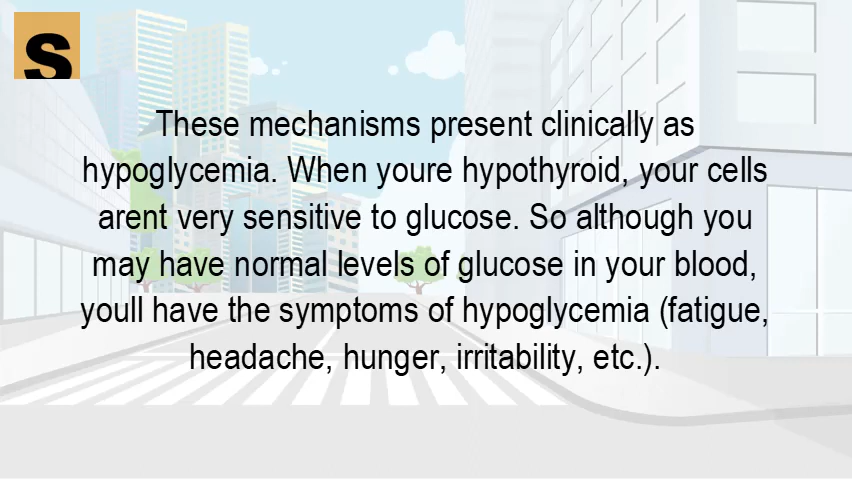 S
These mechanisms present clinically as
hypoglycemia. When youre hypothyroid, your cells
arent very sensitive to glucose. So although you
may have normal levels of glucose in your blood,
youll have the symptoms of hypoglycemia (fatigue,
headache, hunger, irritability, etc.).